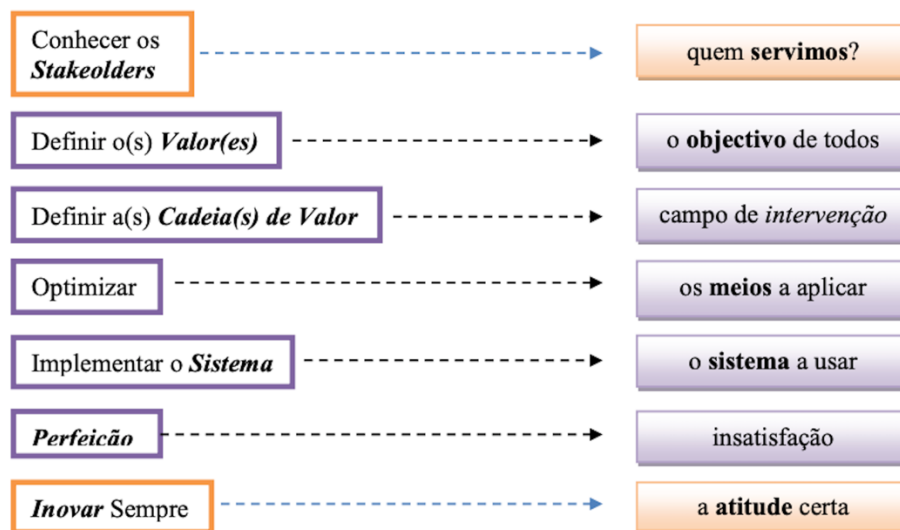 Conhecer os
Stakeolders
quem servimos?
Definir o(s) Valor(es)
o objectivo de todos
Definir a(s) Cadeia(s) de Valor
campo de intervenção
Optimizar
os meios a aplicar
Implementar o Sistema
o sistema a usar
Perfeição
insatisfação
Inovar Sempre
a atitude certa